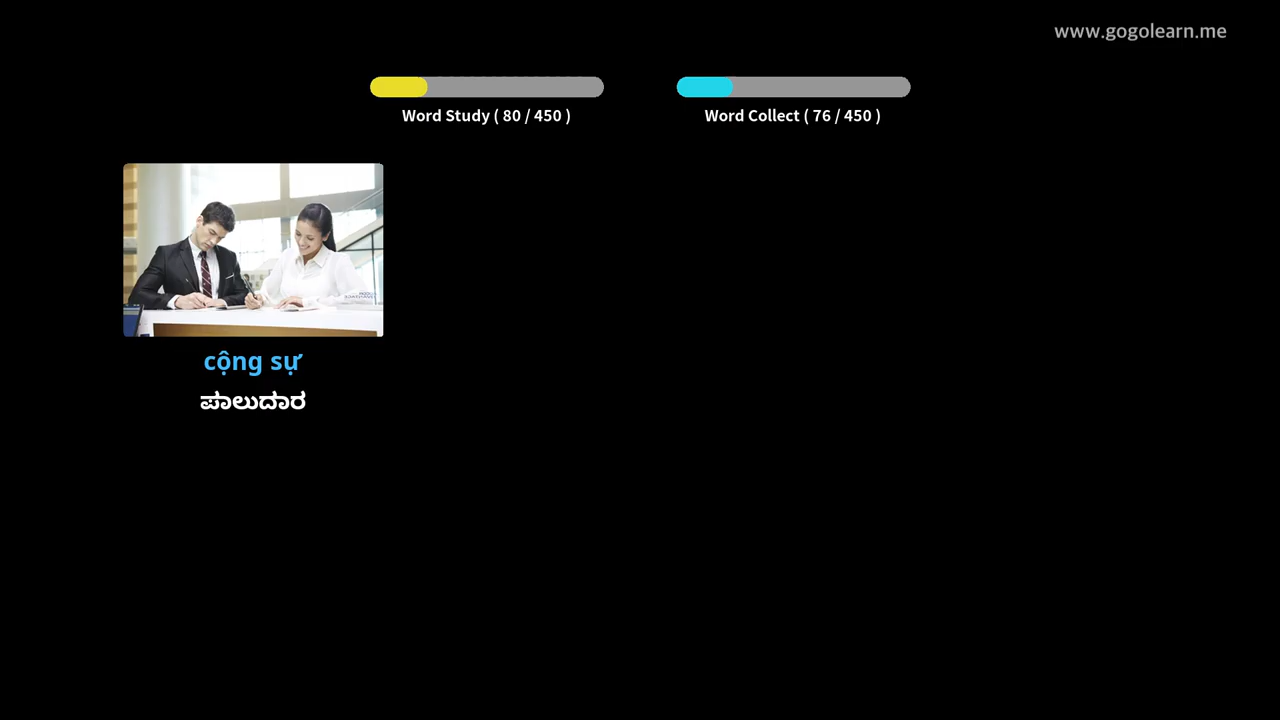 www.gogolearn.me
Word Study ( 80 / 450 )
Word Collect ( 76 / 450 )
cộng sự
ಪಾಲುದಾರ